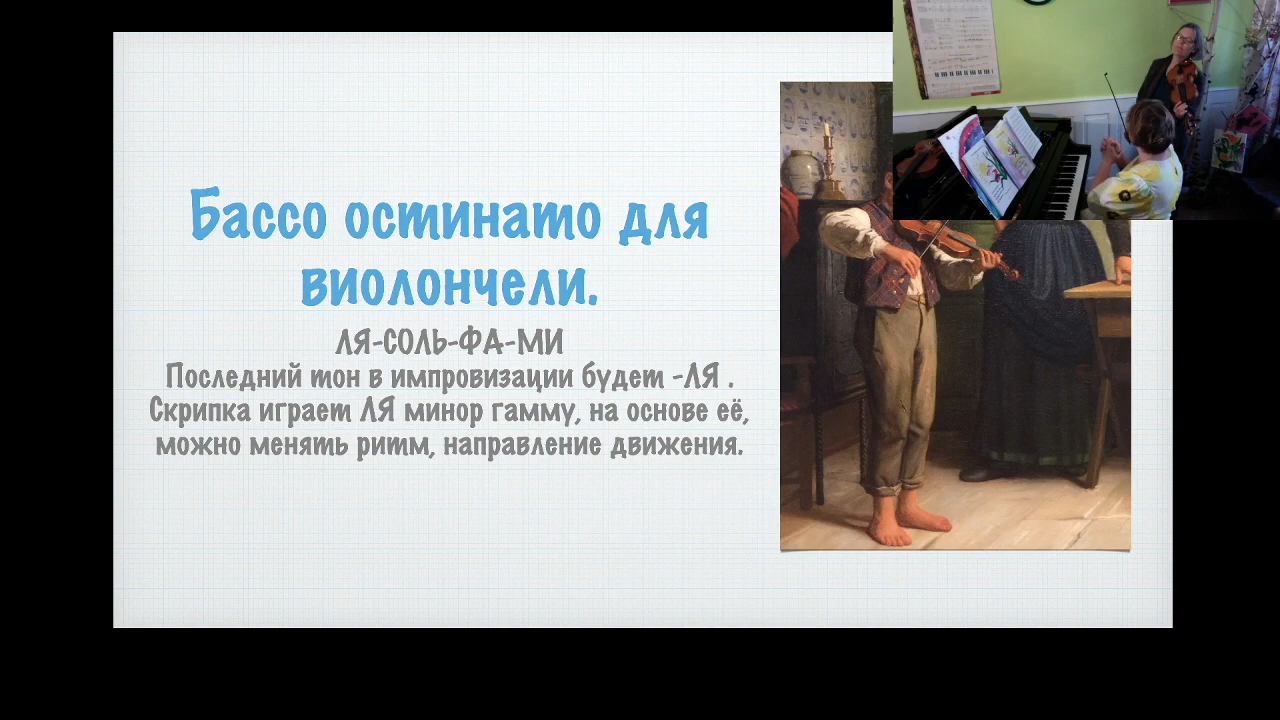 Бассо остинато для
виолончели.
ЛЯ-СОЛЬ-ФА-МИ
Последний тон в импровизации будет -ЛЯ .
Скрипка играет ЛЯ минор гамму, на основе её,
можно менять ритм, направление движения.